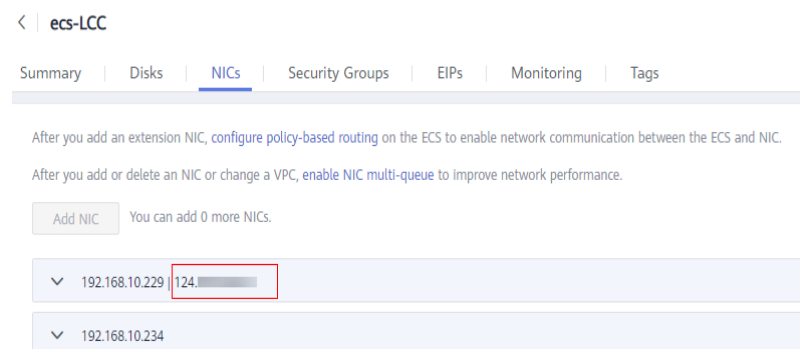 ecs-LCC
Summary Disks NICs Security Groups EIPs Monitoring Tags
After you add an extension NIC, configure policy-based routing on the ECS to enable network communication between the ECS and NIC.
After you add or delete an NIC or change a VPC, enable NIC multi-queue to improve network performance.
Add NIC You can add 0 more NICs.
192.168.10.229 | 124.
192.168.10.234